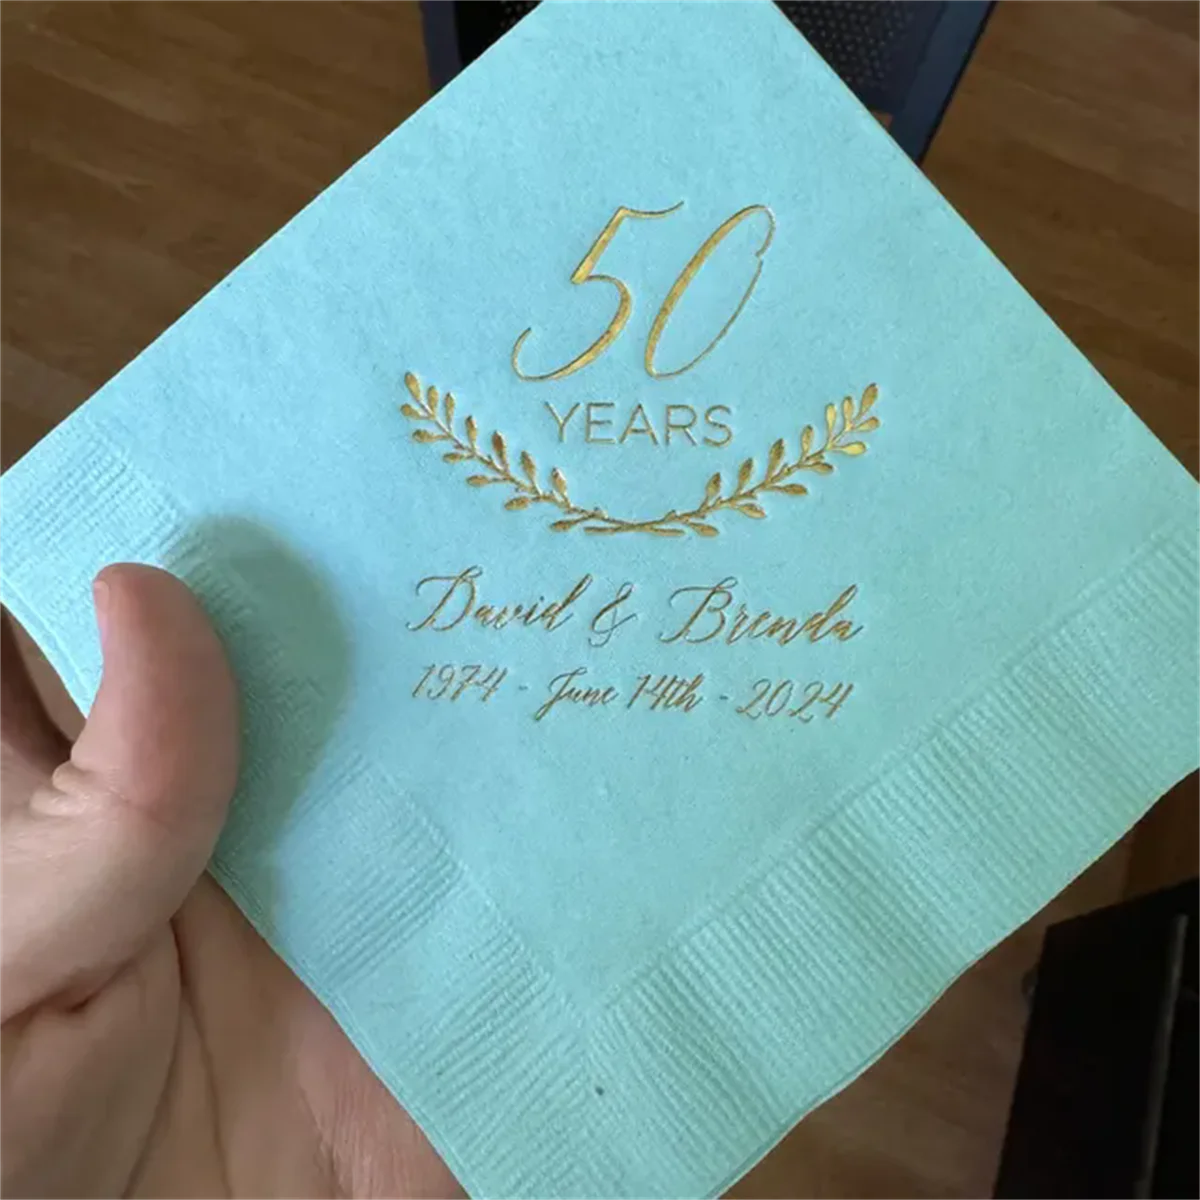 50
YEARS
David & Brenda
1974 - June 14th - 2024